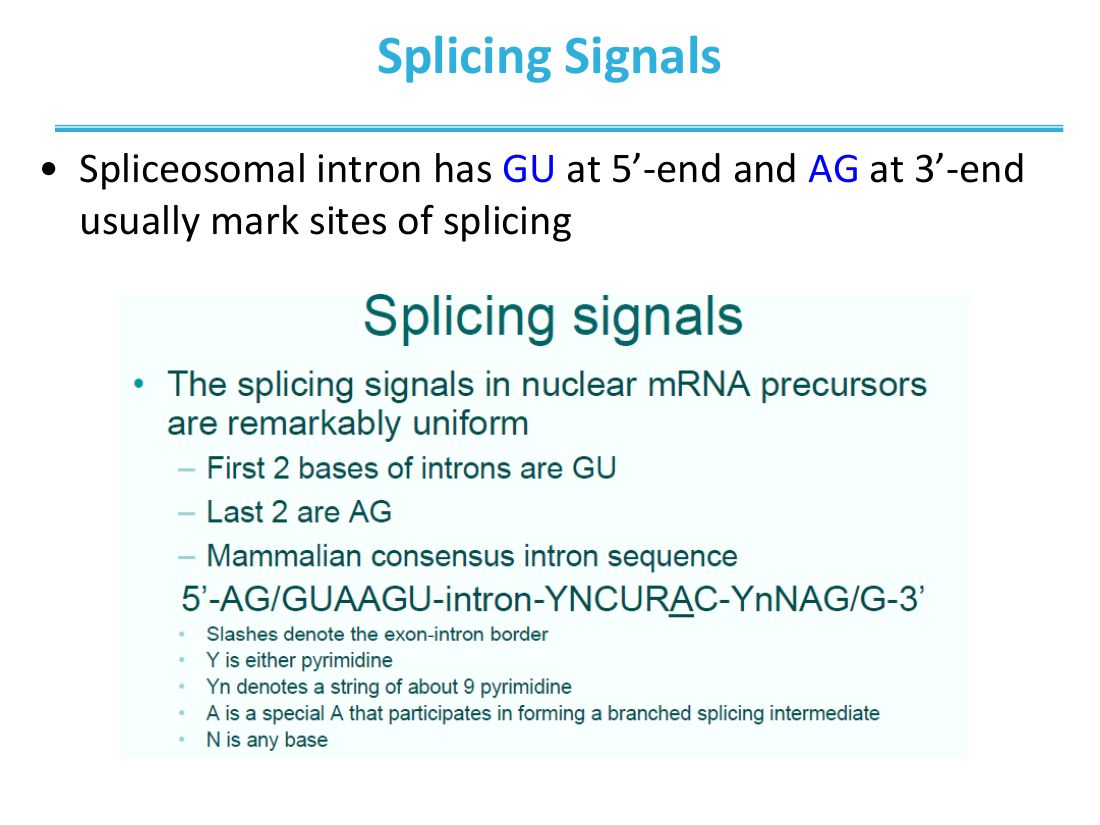 Splicing Signals
• Spliceosomal intron has GU at 5’-end and AG at 3’-end
usually mark sites of splicing
Splicing signals
• The splicing signals in nuclear mRNA precursors
are remarkably uniform
– First 2 bases of introns are GU
– Last 2 are AG
– Mammalian consensus intron sequence
5’-AG/GUAAGU-intron-YNCURAC-YnNAG/G-3’
• Slashes denote the exon-intron border
• Y is either pyrimidine
• Yn denotes a string of about 9 pyrimidine
• A is a special A that participates in forming a branched splicing intermediate
• N is any base